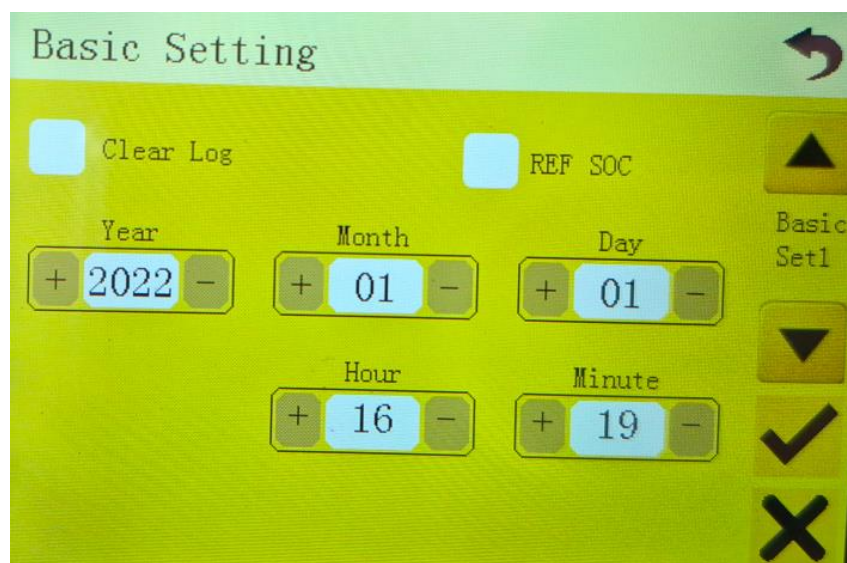 Basic Setting
Clear Log
REF SOC
Basic
Set1
Year
Month
Day
+ 2022 -
+ 01 -
+ 01 -
Hour
Minute
+ 16 -
+ 19 -